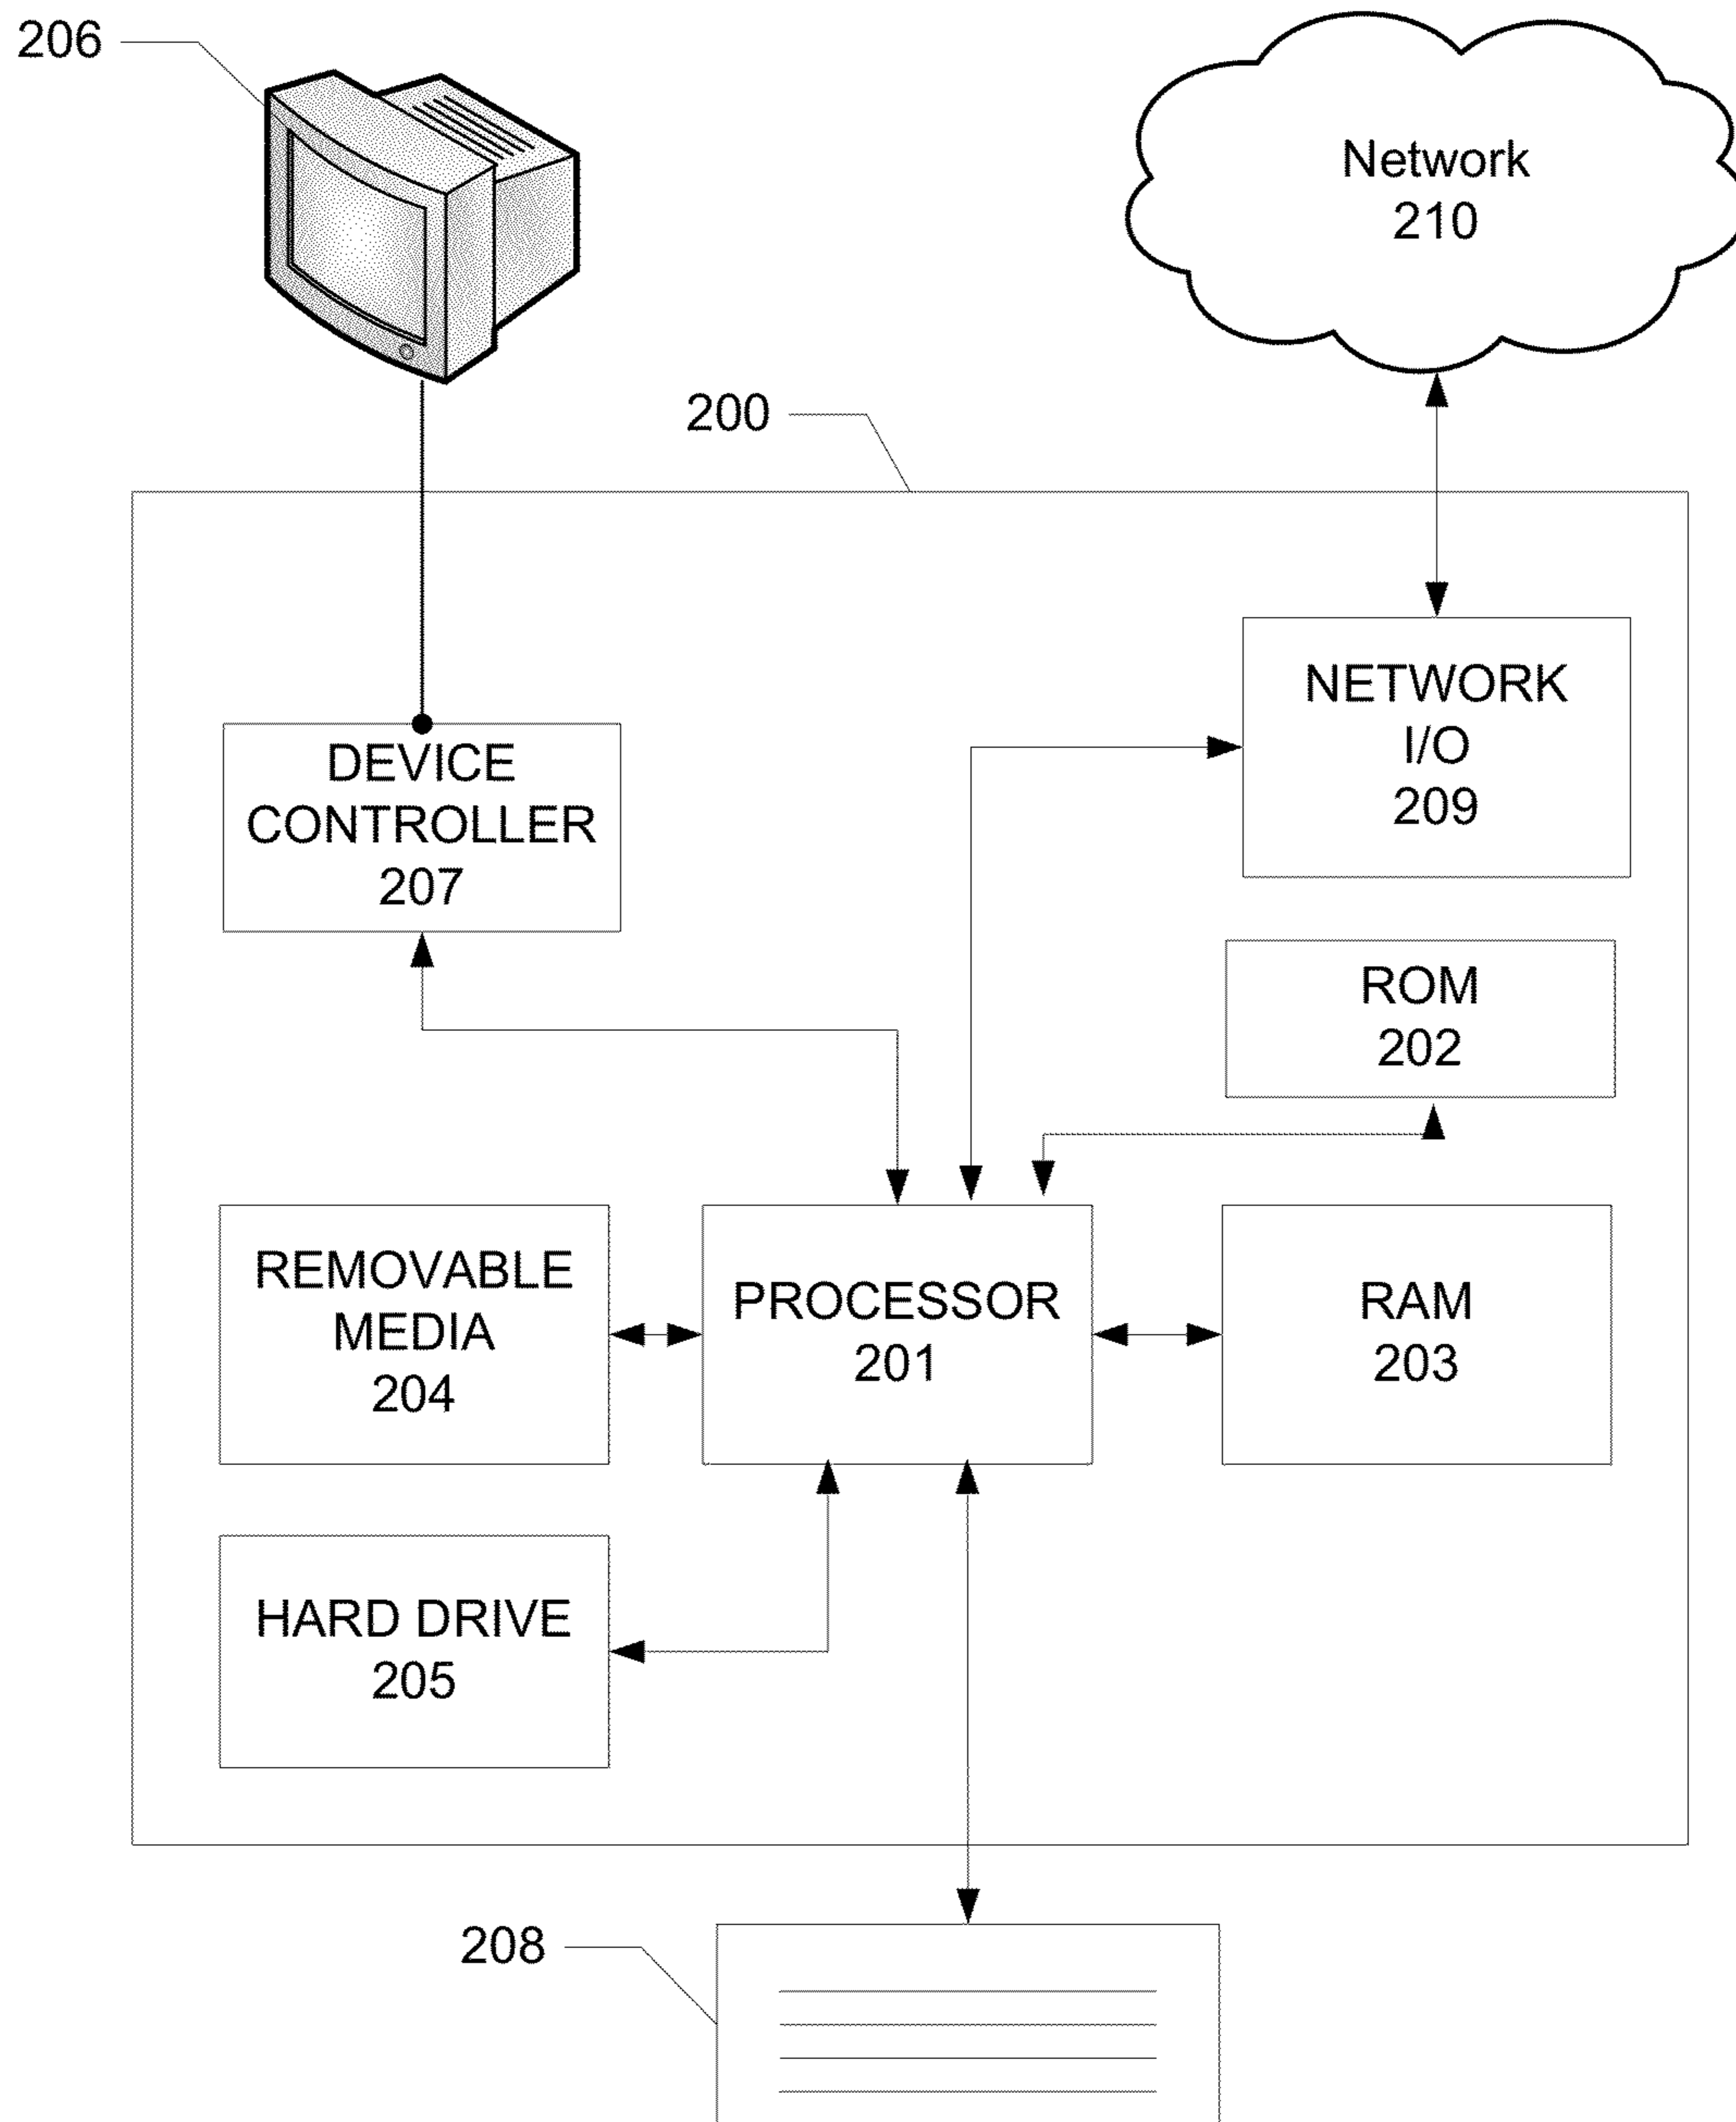 206
Network
210
200
NETWORK
I/O
209
DEVICE
CONTROLLER
207
ROM
202
REMOVABLE
MEDIA
204
PROCESSOR
201
RAM
203
HARD DRIVE
205
208